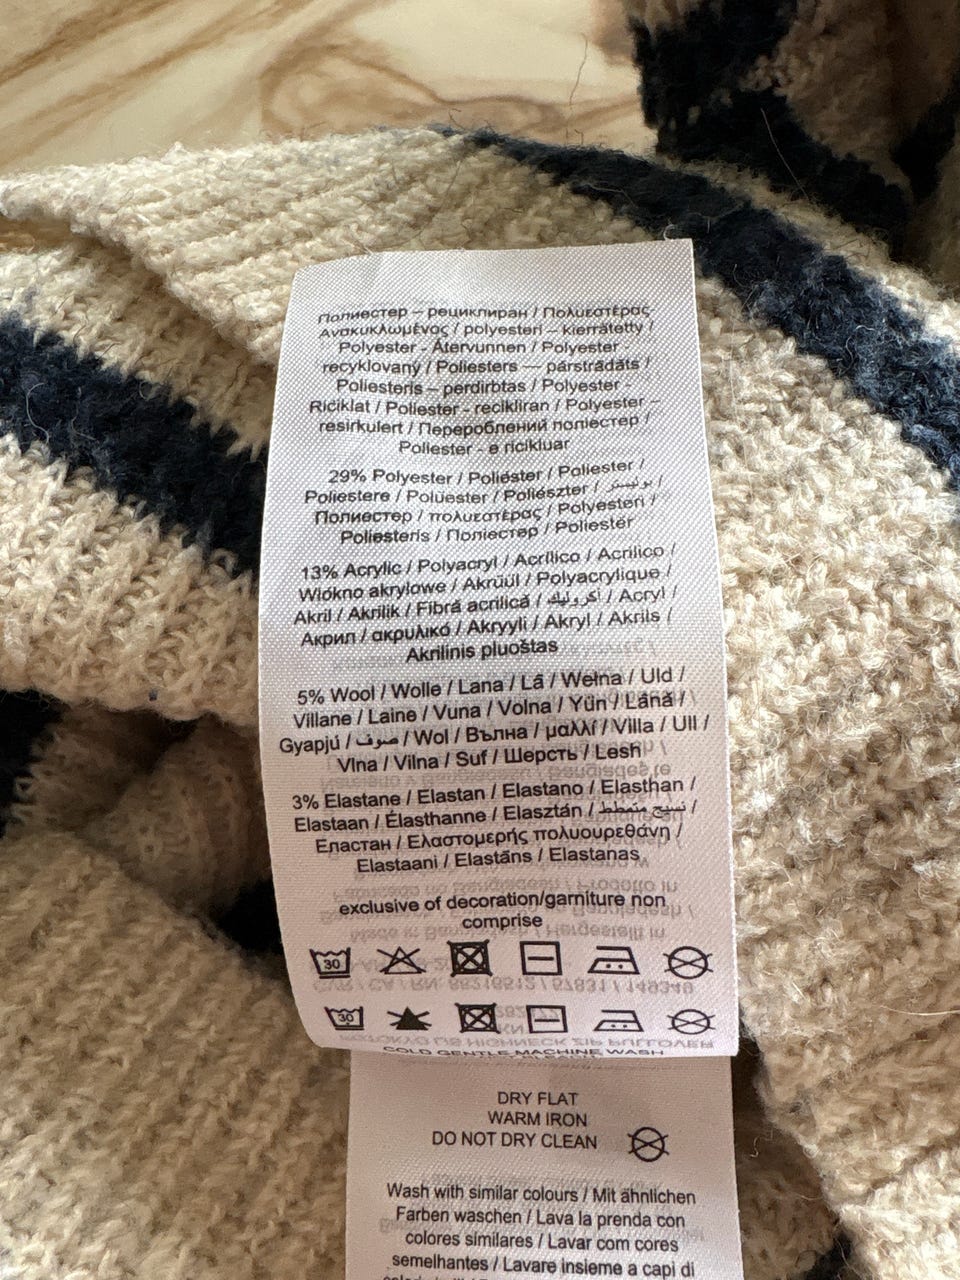 Полиестер – рециклиран / Πολυεστέρας
Ανακυκλωμένος / polyesteri – kierrätetty /
Polyester - Återvunnen / Polyester
recyklovaný / Poliesters — pārstrādāts /
Poliesteris – perdirbtas / Polyester -
Riciklat / Poliester - recikliran / Polyester –
resirkulert / Перероблений поліестер /
Poliester - e ricikluar
29% Polyester / Poliéster / Poliester /
Poliestere / Polüester / Poliészter / بوليستر /
Полиестер / πολυεστέρας / Polyesteri /
Poliesteris / Поліестер / Poliestër
13% Acrylic / Polyacryl / Acrílico / Acrilico /
Włókno akrylowe / Akrüül / Polyacrylique /
Akril / Akrilik / Fibră acrilică / أكروليك / Acryl /
Акрил / ακρυλικό / Akryyli / Akryl / Akrils /
Akrilinis pluoštas
5% Wool / Wolle / Lana / Lã / Wełna / Uld /
Villane / Laine / Vuna / Volna / Yün / Lână /
Gyapjú / صوف / Wol / Вълна / μαλλί / Villa / Ull /
Vlna / Vilna / Suf / Шерсть / Lesh
3% Elastane / Elastan / Elastano / Elasthan /
Elastaan / Élasthanne / Elasztán / نسيج متمطط /
Еластан / Ελαστομερής πολυουρεθάνη /
Elastaani / Elastāns / Elastanas
exclusive of decoration/garniture non
comprise
30
30
COLD GENTLE MACHINE WASH
DRY FLAT
WARM IRON
DO NOT DRY CLEAN
Wash with similar colours / Mit ähnlichen
Farben waschen / Lava la prenda con
colores similares / Lavar com cores
semelhantes / Lavare insieme a capi di